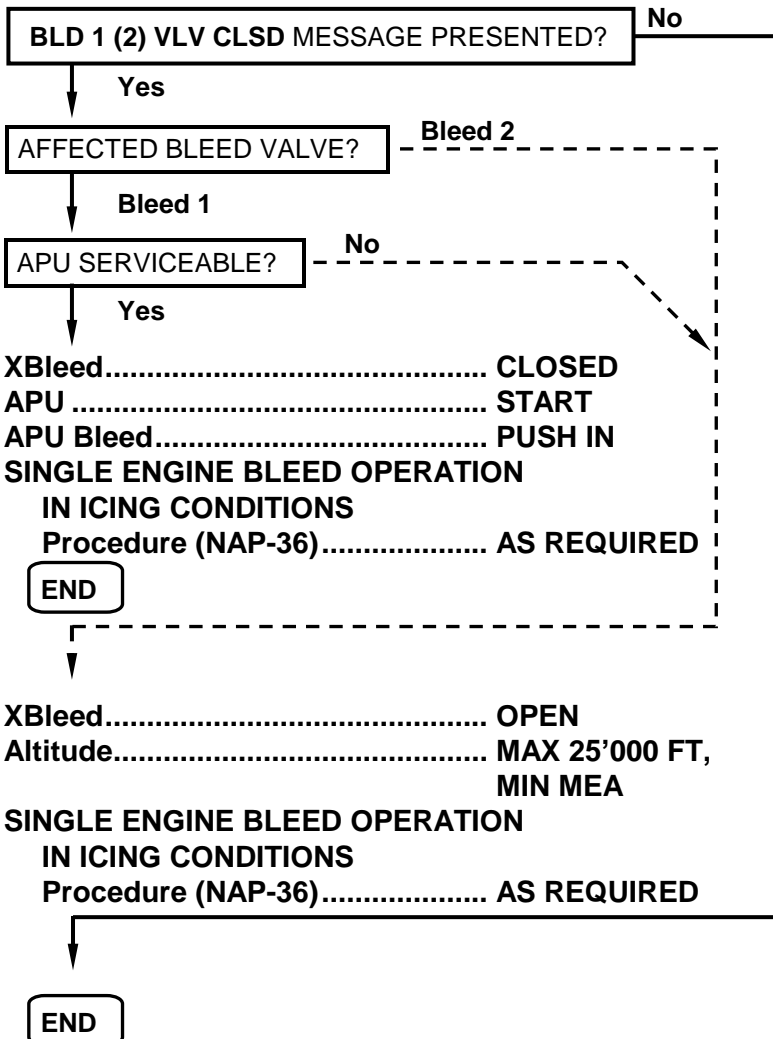 BLD 1 (2) VLV CLSD MESSAGE PRESENTED?
No
Yes
AFFECTED BLEED VALVE?
Bleed 2
Bleed 1
APU SERVICEABLE?
No
Yes
XBleed.............................................. CLOSED
APU .................................................. START
APU Bleed........................................ PUSH IN
SINGLE ENGINE BLEED OPERATION
IN ICING CONDITIONS
Procedure (NAP-36).................... AS REQUIRED
END
XBleed.............................................. OPEN
Altitude............................................. MAX 25'000 FT,
MIN MEA
SINGLE ENGINE BLEED OPERATION
IN ICING CONDITIONS
Procedure (NAP-36).................... AS REQUIRED
END